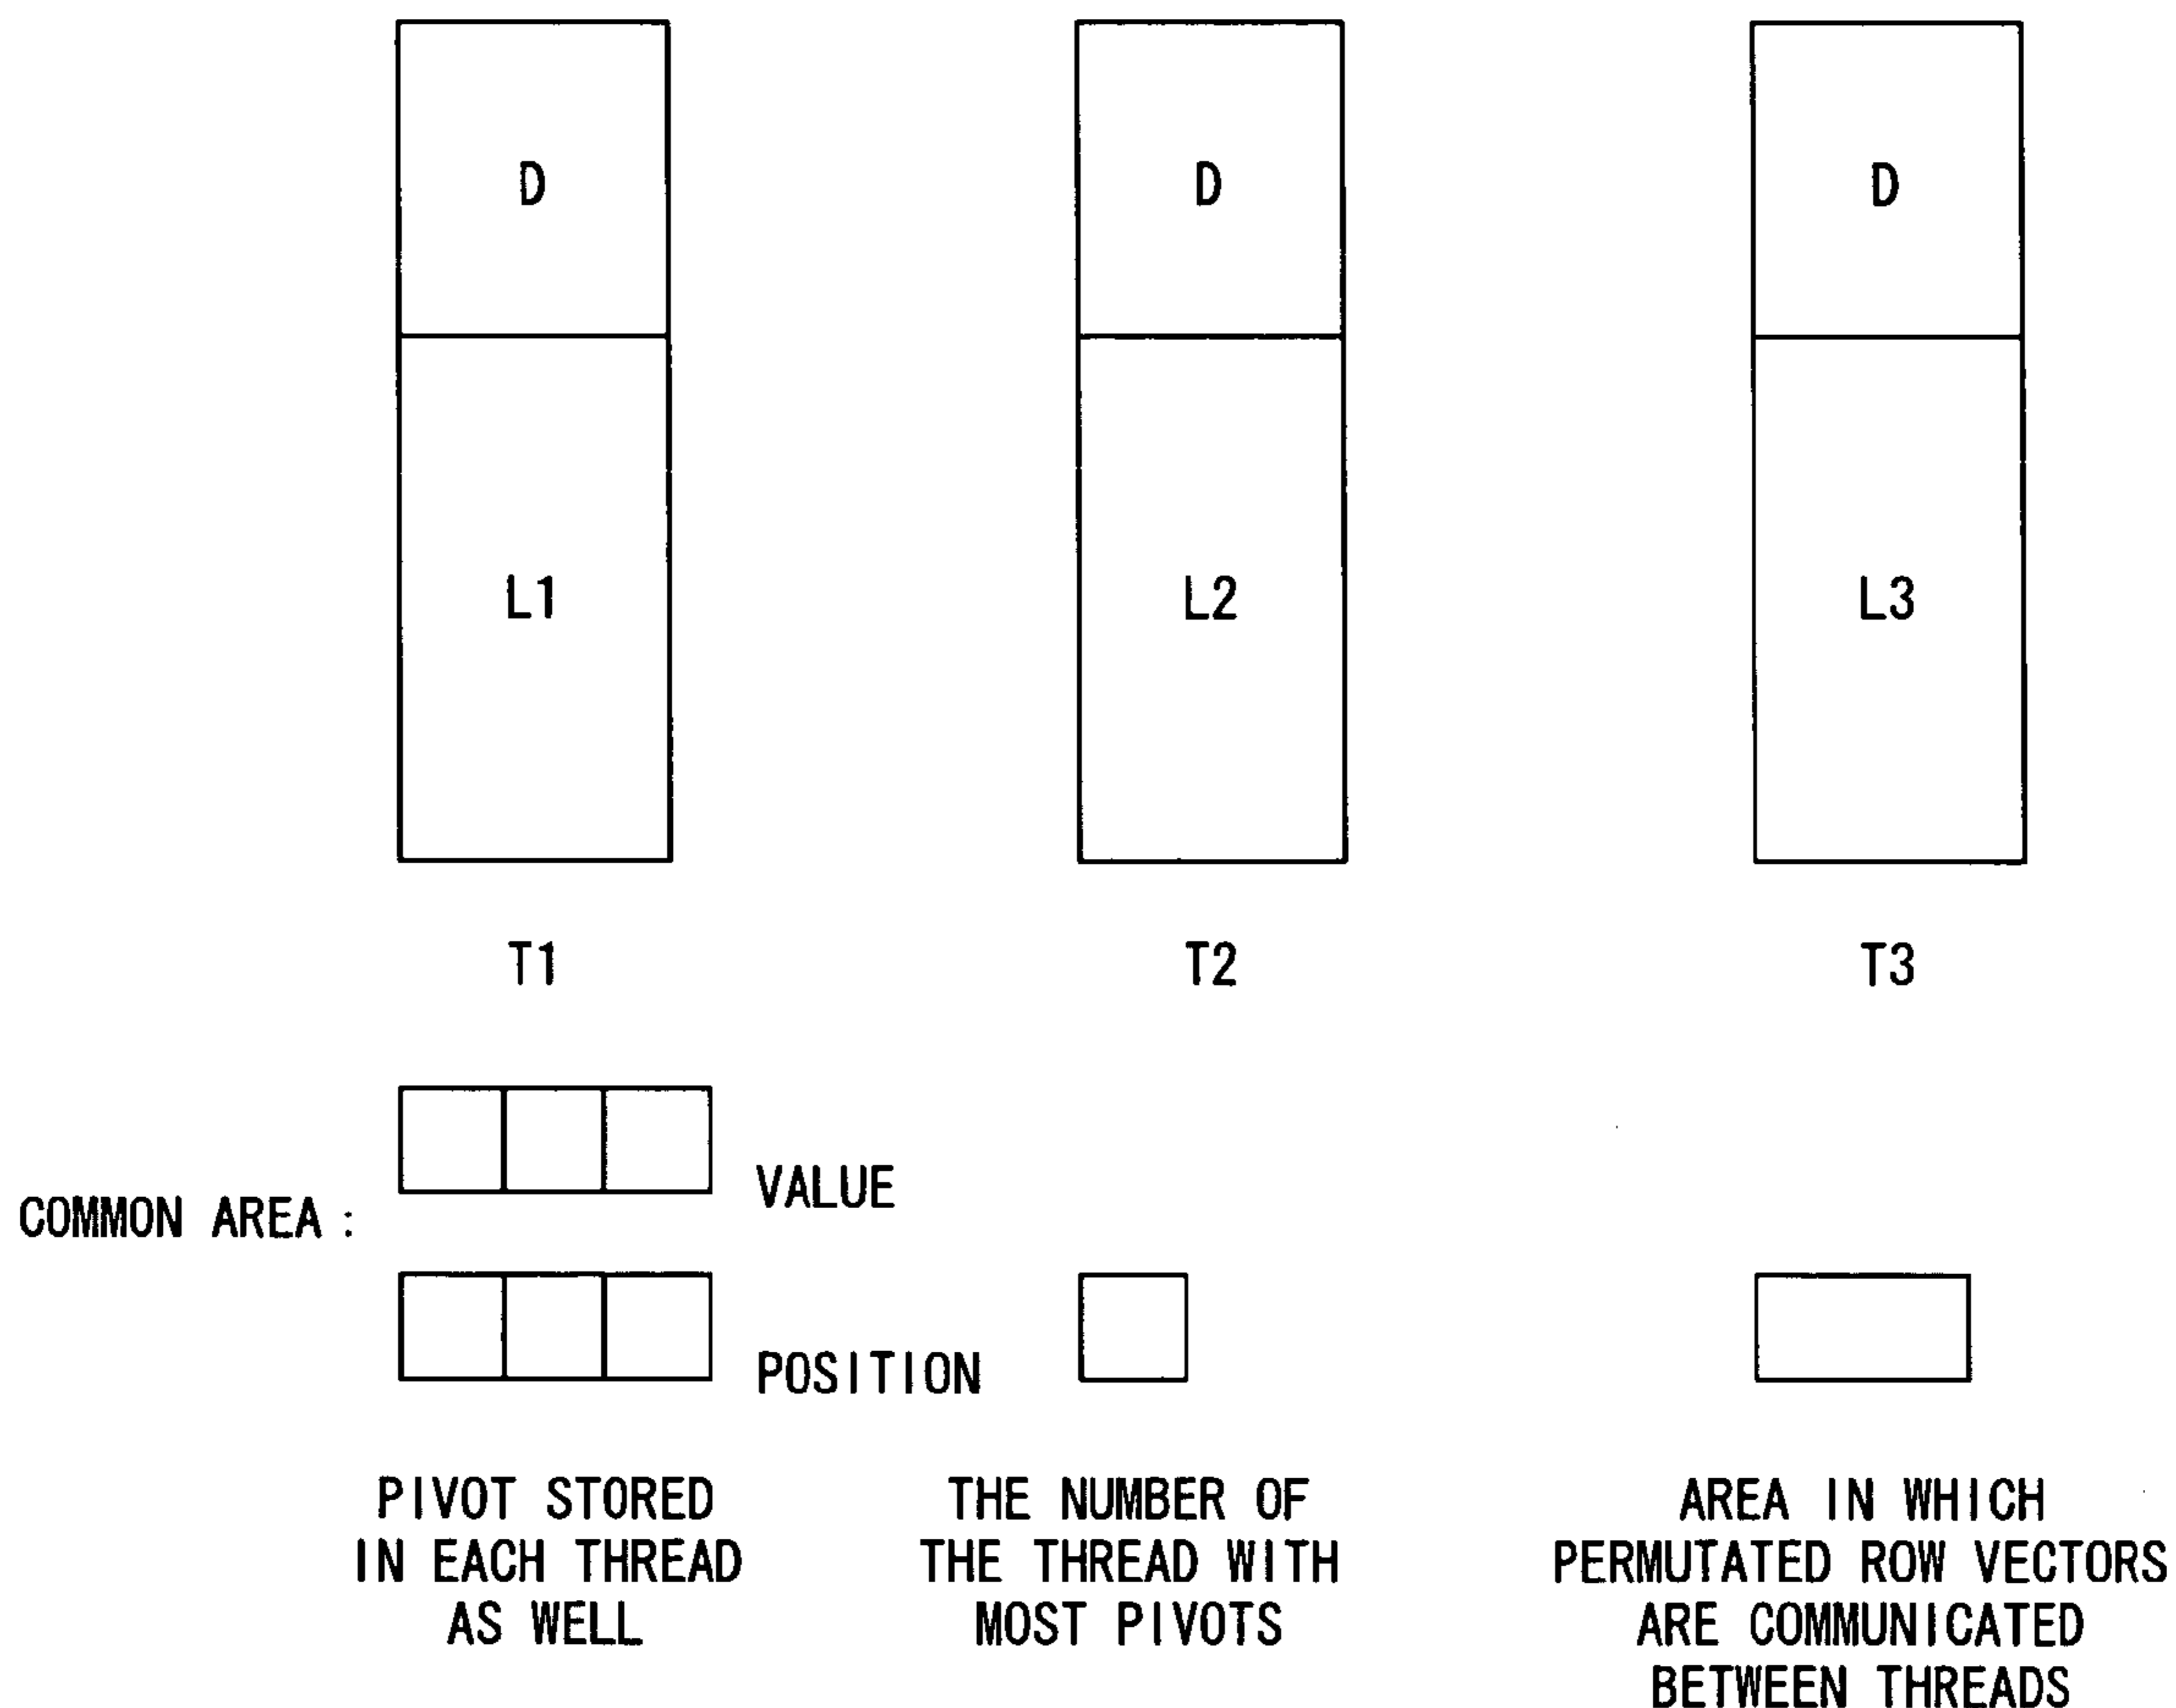 D D D
L1 L2 L3
T1 T2 T3
VALUE
COMMON AREA :
POSITION
PIVOT STORED
IN EACH THREAD
AS WELL
THE NUMBER OF
THE THREAD WITH
MOST PIVOTS
AREA IN WHICH
PERMUTATED ROW VECTORS
ARE COMMUNICATED
BETWEEN THREADS